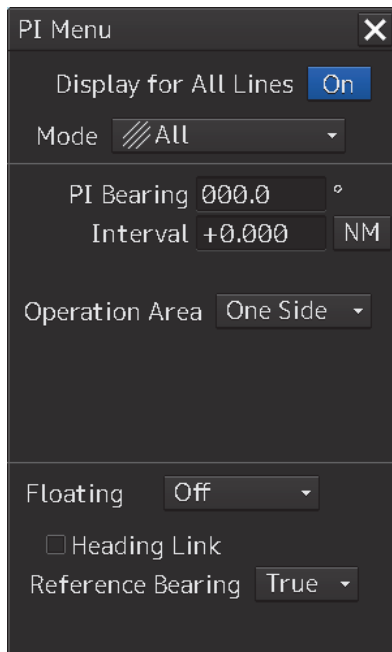 PI Menu
Display for All Lines On
Mode All
PI Bearing 000.0 °
Interval +0.000 NM
Operation Area One Side
Floating Off
Heading Link
Reference Bearing True